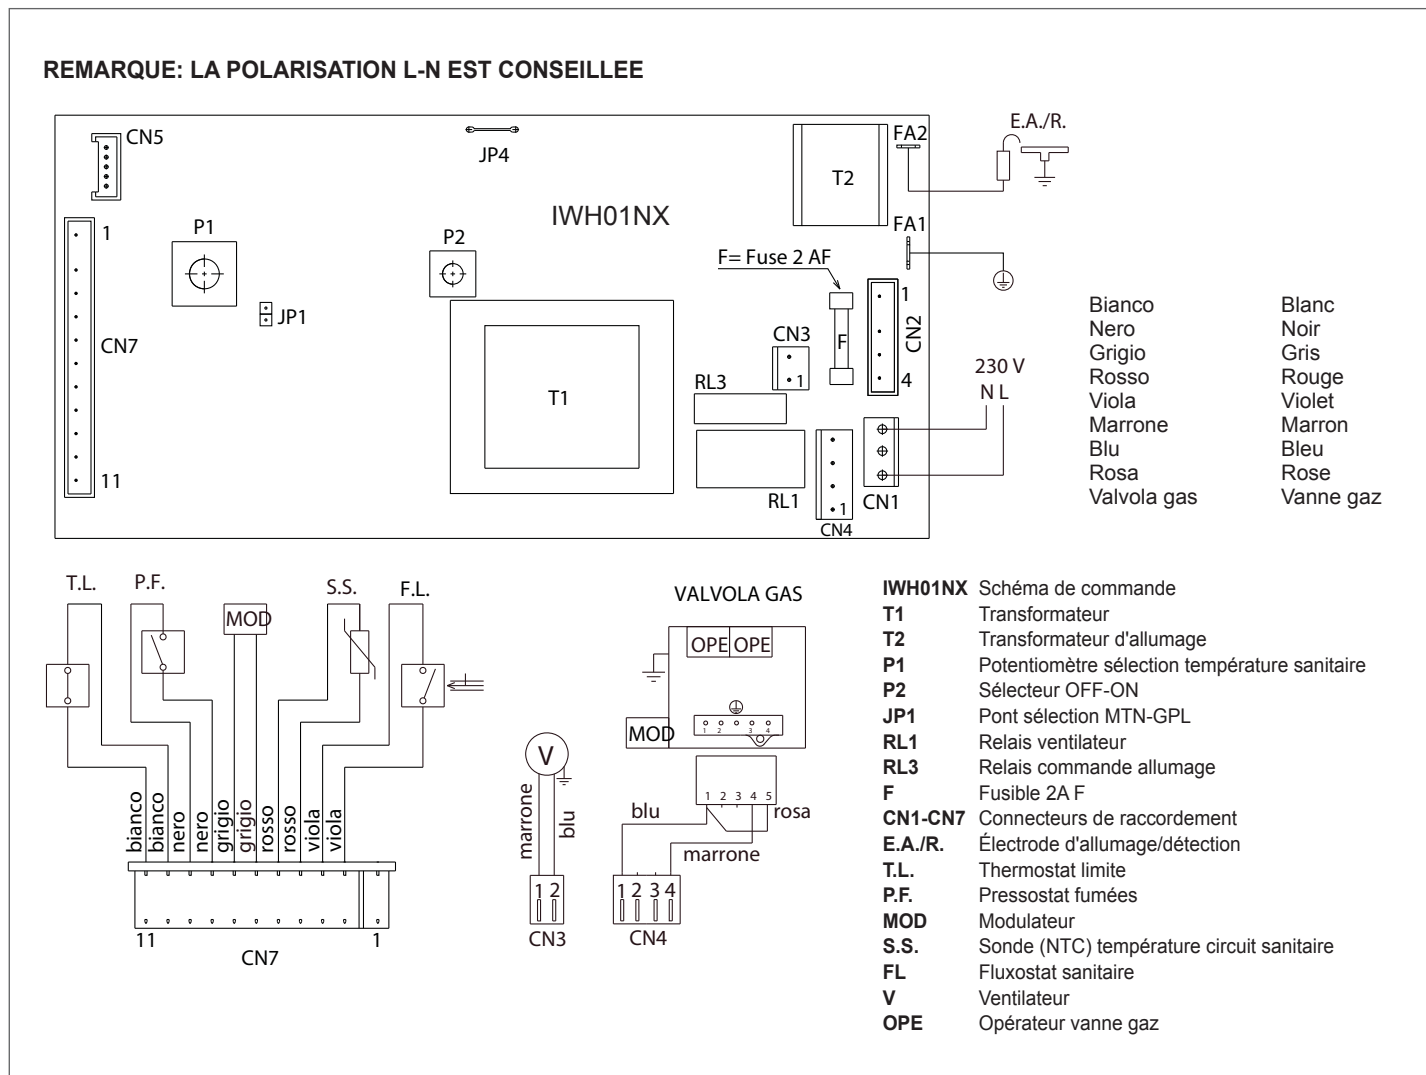 REMARQUE: LA POLARISATION L-N EST CONSEILLEE
CN5
JP4
FA2
E.A./R.
T2
IWH01NX
1
P1
P2
FA1
F= Fuse 2 AF
JP1
CN7
1
CN2
CN3
F
1
4
RL3
230 V
N L
T1
11
RL1
1
CN4
CN1
Bianco Blanc
Nero Noir
Grigio Gris
Rosso Rouge
Viola Violet
Marrone Marron
Blu Bleu
Rosa Rose
Valvola gas Vanne gaz
T.L.
P.F.
MOD
S.S.
F.L.
bianco
bianco
nero
nero
grigio
grigio
rosso
rosso
viola
viola
11 1
CN7
V
marrone
blu
1 2
CN3
VALVOLA GAS
OPE OPE
MOD
1 2 3 4
1 2 3 4 5
blu
rosa
marrone
1 2 3 4
CN4
IWH01NX Schéma de commande
T1 Transformateur
T2 Transformateur d'allumage
P1 Potentiomètre sélection température sanitaire
P2 Sélecteur OFF-ON
JP1 Pont sélection MTN-GPL
RL1 Relais ventilateur
RL3 Relais commande allumage
F Fusible 2A F
CN1-CN7 Connecteurs de raccordement
E.A./R. Électrode d'allumage/détection
T.L. Thermostat limite
P.F. Pressostat fumées
MOD Modulateur
S.S. Sonde (NTC) température circuit sanitaire
FL Fluxostat sanitaire
V Ventilateur
OPE Opérateur vanne gaz